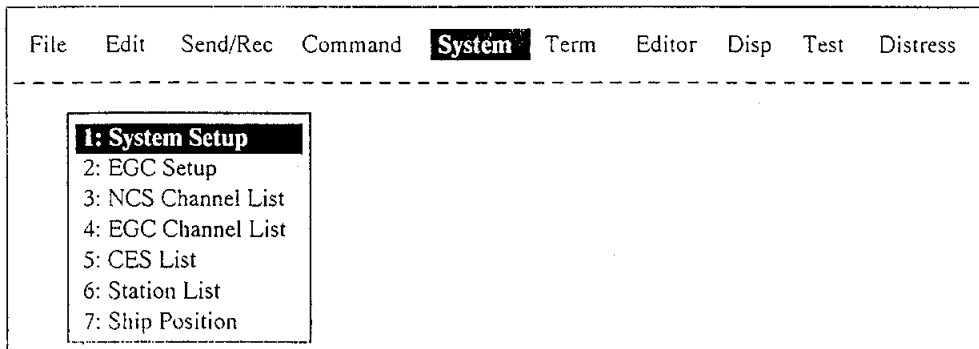 File Edit Send/Rec Command System Term Editor Disp Test Distress
1: System Setup
2: EGC Setup
3: NCS Channel List
4: EGC Channel List
5: CES List
6: Station List
7: Ship Position